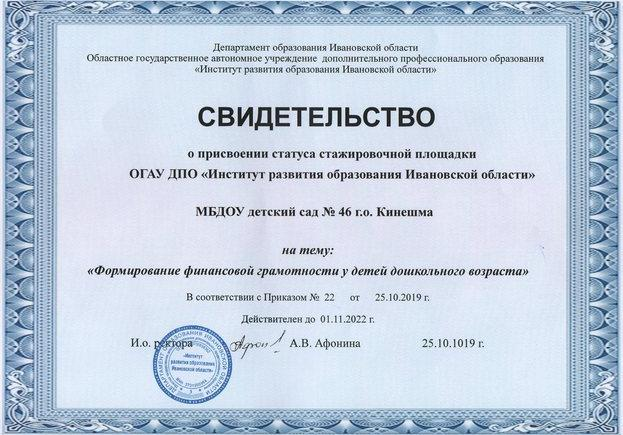 Департамент образования Ивановской области
Областное государственное автономное учреждение дополнительного профессионального образования
«Институт развития образования Ивановской области»
СВИДЕТЕЛЬСТВО
о присвоении статуса стажировочной площадки
ОГАУ ДПО «Институт развития образования Ивановской области»
МБДОУ детский сад № 46 г.о. Кинешма
на тему:
«Формирование финансовой грамотности у детей дошкольного возраста»
В соответствии с Приказом № 22 от 25.10.2019 г.
Действителен до 01.11.2022 г.
И.о. ректора А.В. Афонина 25.10.1019 г.
«Институт
развития образования
Ивановской области»